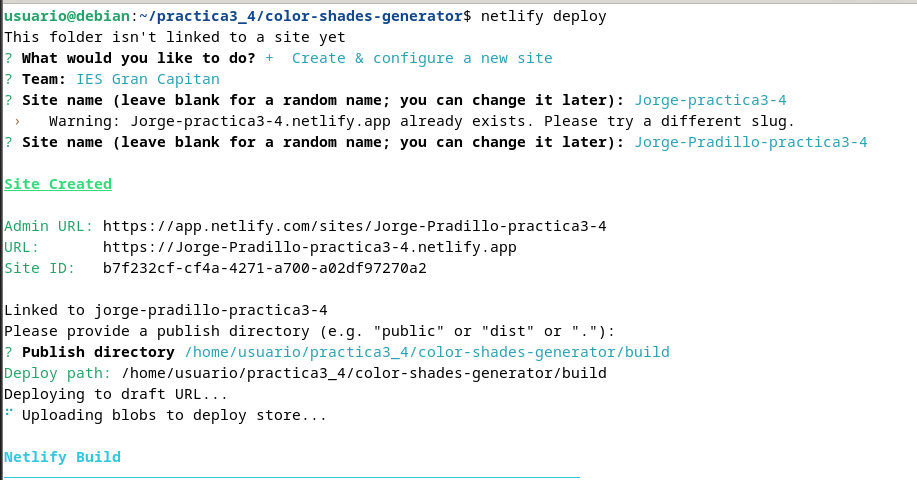 usuario@debian:~/practica3_4/color-shades-generator$ netlify deploy
This folder isn't linked to a site yet
? What would you like to do? +  Create & configure a new site
? Team: IES Gran Capitan
? Site name (leave blank for a random name; you can change it later): Jorge-practica3-4
 ›   Warning: Jorge-practica3-4.netlify.app already exists. Please try a different slug.
? Site name (leave blank for a random name; you can change it later): Jorge-Pradillo-practica3-4
Site Created
Admin URL: https://app.netlify.com/sites/Jorge-Pradillo-practica3-4
URL:       https://Jorge-Pradillo-practica3-4.netlify.app
Site ID:   b7f232cf-cf4a-4271-a700-a02df97270a2
Linked to jorge-pradillo-practica3-4
Please provide a publish directory (e.g. "public" or "dist" or "."):
? Publish directory /home/usuario/practica3_4/color-shades-generator/build
Deploy path: /home/usuario/practica3_4/color-shades-generator/build
Deploying to draft URL...
⠋ Uploading blobs to deploy store...
Netlify Build